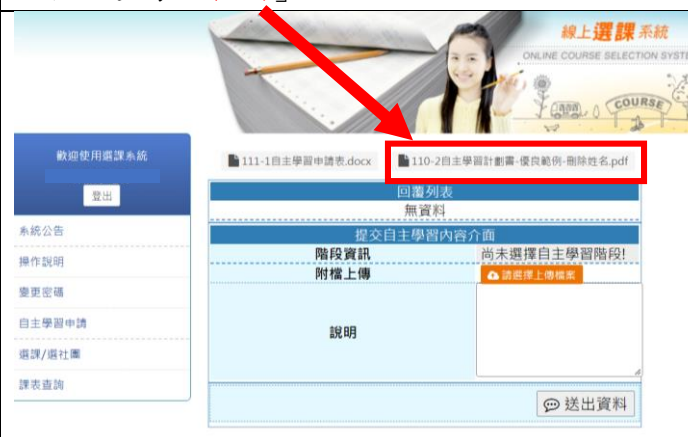 線上選課系統
ONLINE COURSE SELECTION SYSTE
COURSE
歡迎使用選課系統
登出
系統公告
操作說明
變更密碼
自主學習申請
選課/選社團
課表查詢
111-1自主學習申請表.docx
110-2自主學習計劃書-優良範例-刪除姓名.pdf
回覆列表
無資料
提交自主學習內容介面
階段資訊 尚未選擇自主學習階段!
附檔上傳 請選擇上傳檔案
說明
送出資料